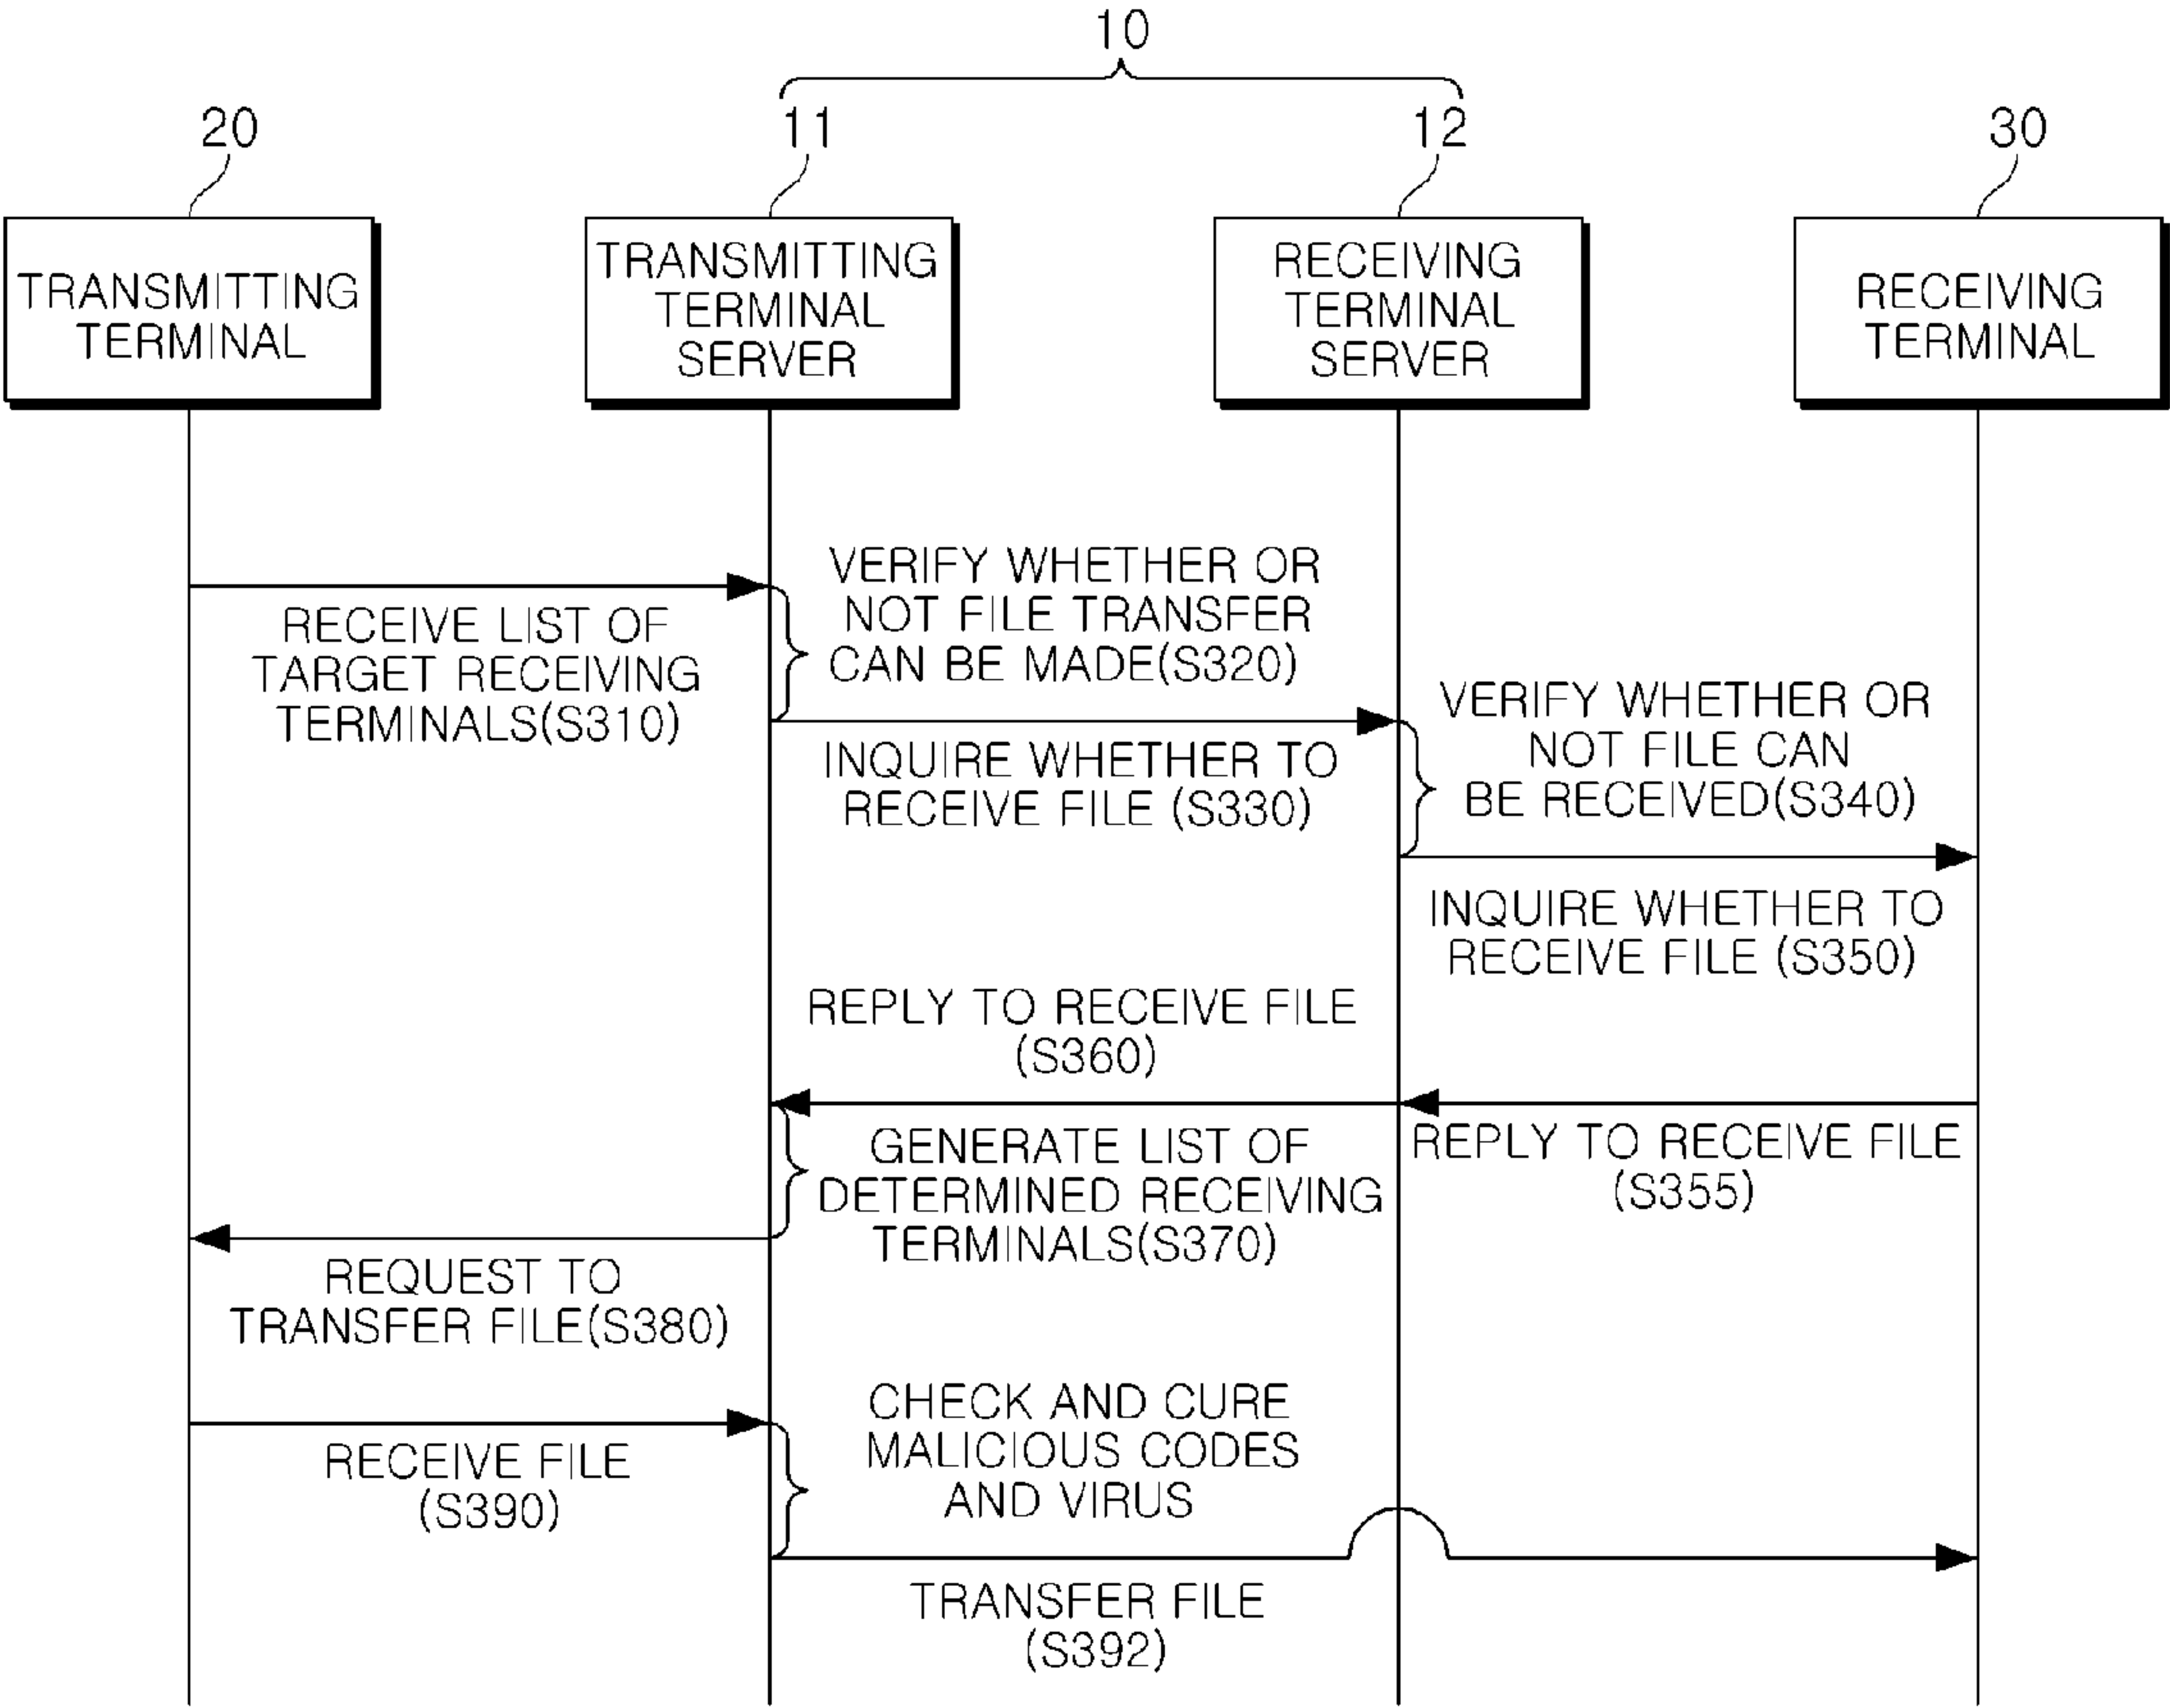 10
20
11
12
30
TRANSMITTING
TERMINAL
TRANSMITTING
TERMINAL
SERVER
RECEIVING
TERMINAL
SERVER
RECEIVING
TERMINAL
RECEIVE LIST OF
TARGET RECEIVING
TERMINALS(S310)
VERIFY WHETHER OR
NOT FILE TRANSFER
CAN BE MADE(S320)
INQUIRE WHETHER TO
RECEIVE FILE (S330)
VERIFY WHETHER OR
NOT FILE CAN
BE RECEIVED(S340)
INQUIRE WHETHER TO
RECEIVE FILE (S350)
REPLY TO RECEIVE FILE
(S360)
REPLY TO RECEIVE FILE
(S355)
GENERATE LIST OF
DETERMINED RECEIVING
TERMINALS(S370)
REQUEST TO
TRANSFER FILE(S380)
RECEIVE FILE
(S390)
CHECK AND CURE
MALICIOUS CODES
AND VIRUS
TRANSFER FILE
(S392)